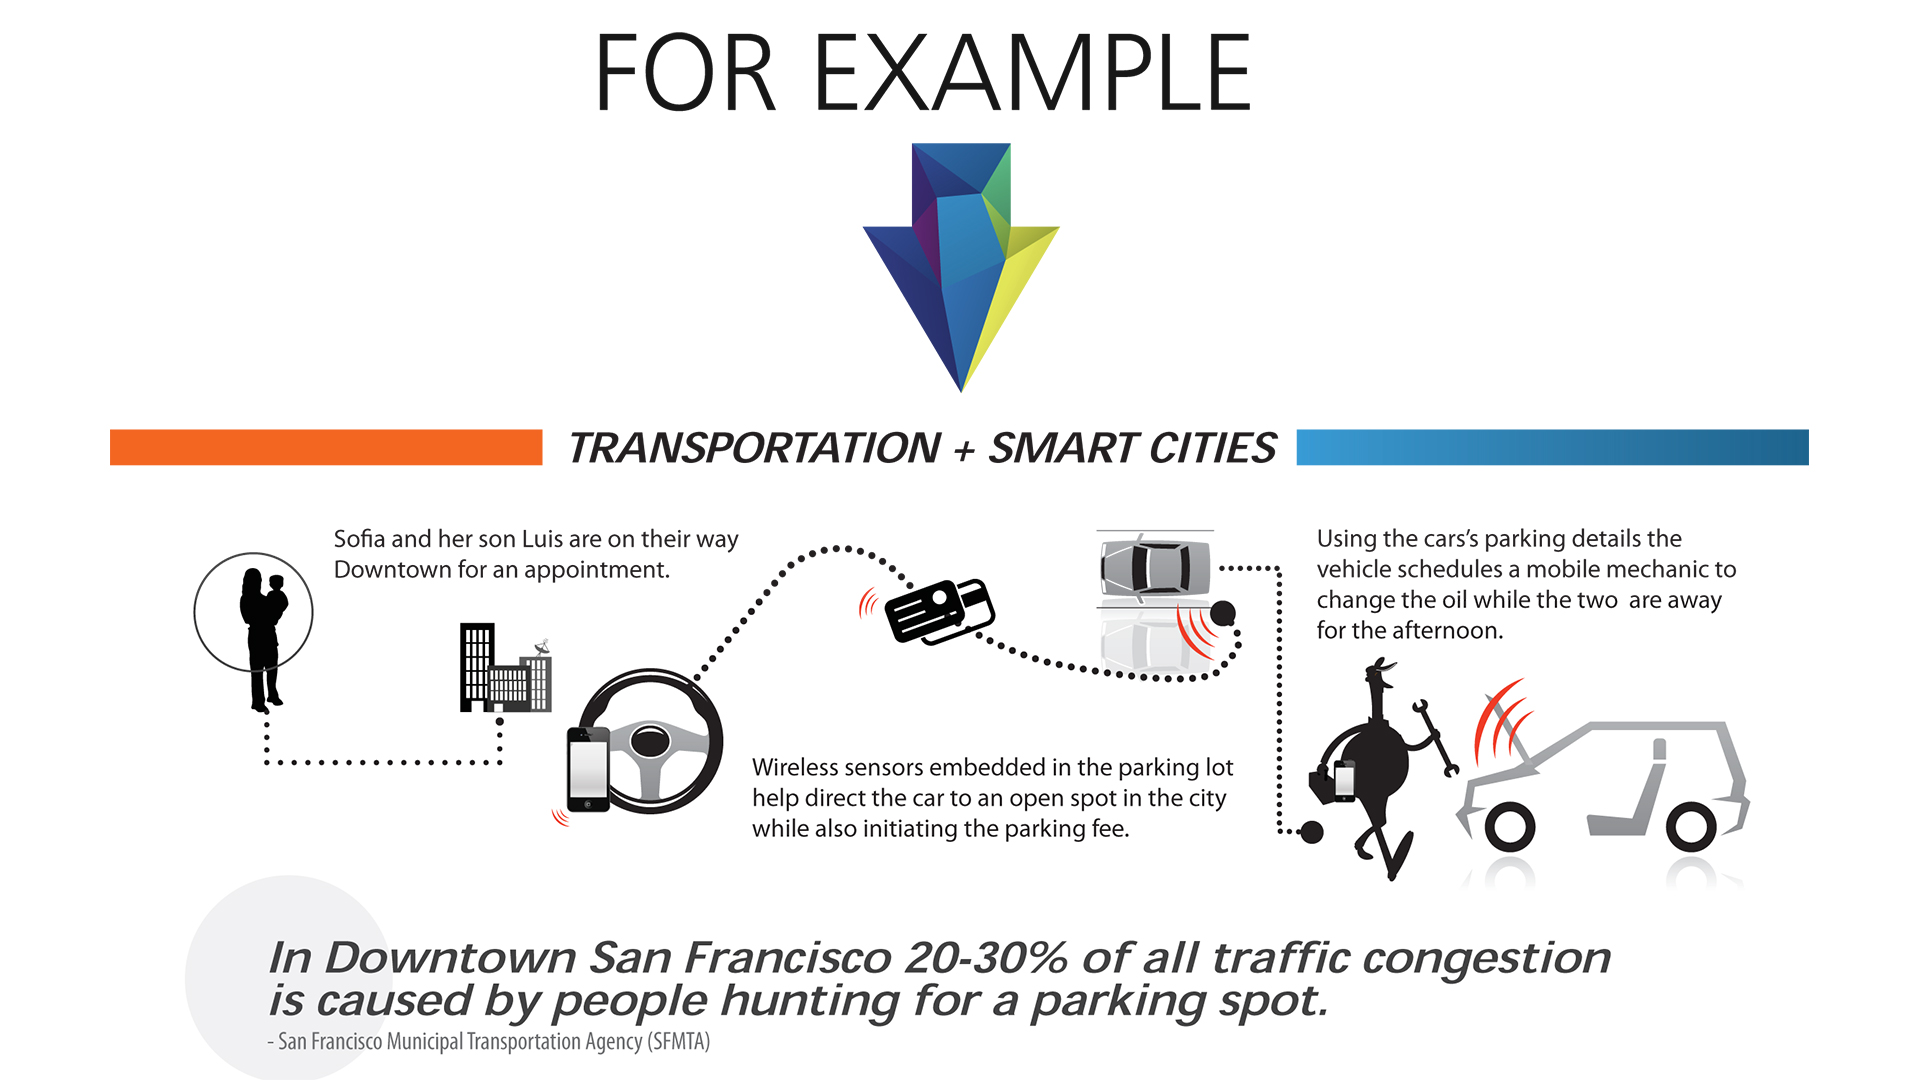 FOR EXAMPLE
TRANSPORTATION + SMART CITIES
Sofia and her son Luis are on their way
Downtown for an appointment.
Wireless sensors embedded in the parking lot
help direct the car to an open spot in the city
while also initiating the parking fee.
Using the cars's parking details the
vehicle schedules a mobile mechanic to
change the oil while the two are away
for the afternoon.
In Downtown San Francisco 20-30% of all traffic congestion
is caused by people hunting for a parking spot.
- San Francisco Municipal Transportation Agency (SFMTA)